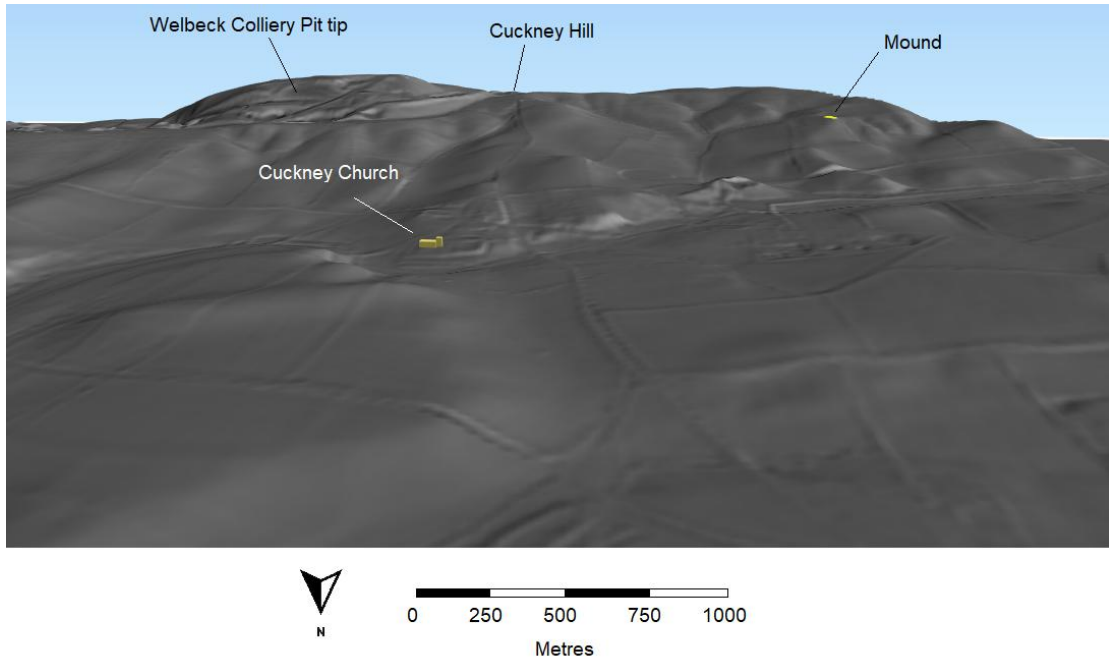 Welbeck Colliery Pit tip
Cuckney Hill
Mound
Cuckney Church
N
0 250 500 750 1000
Metres